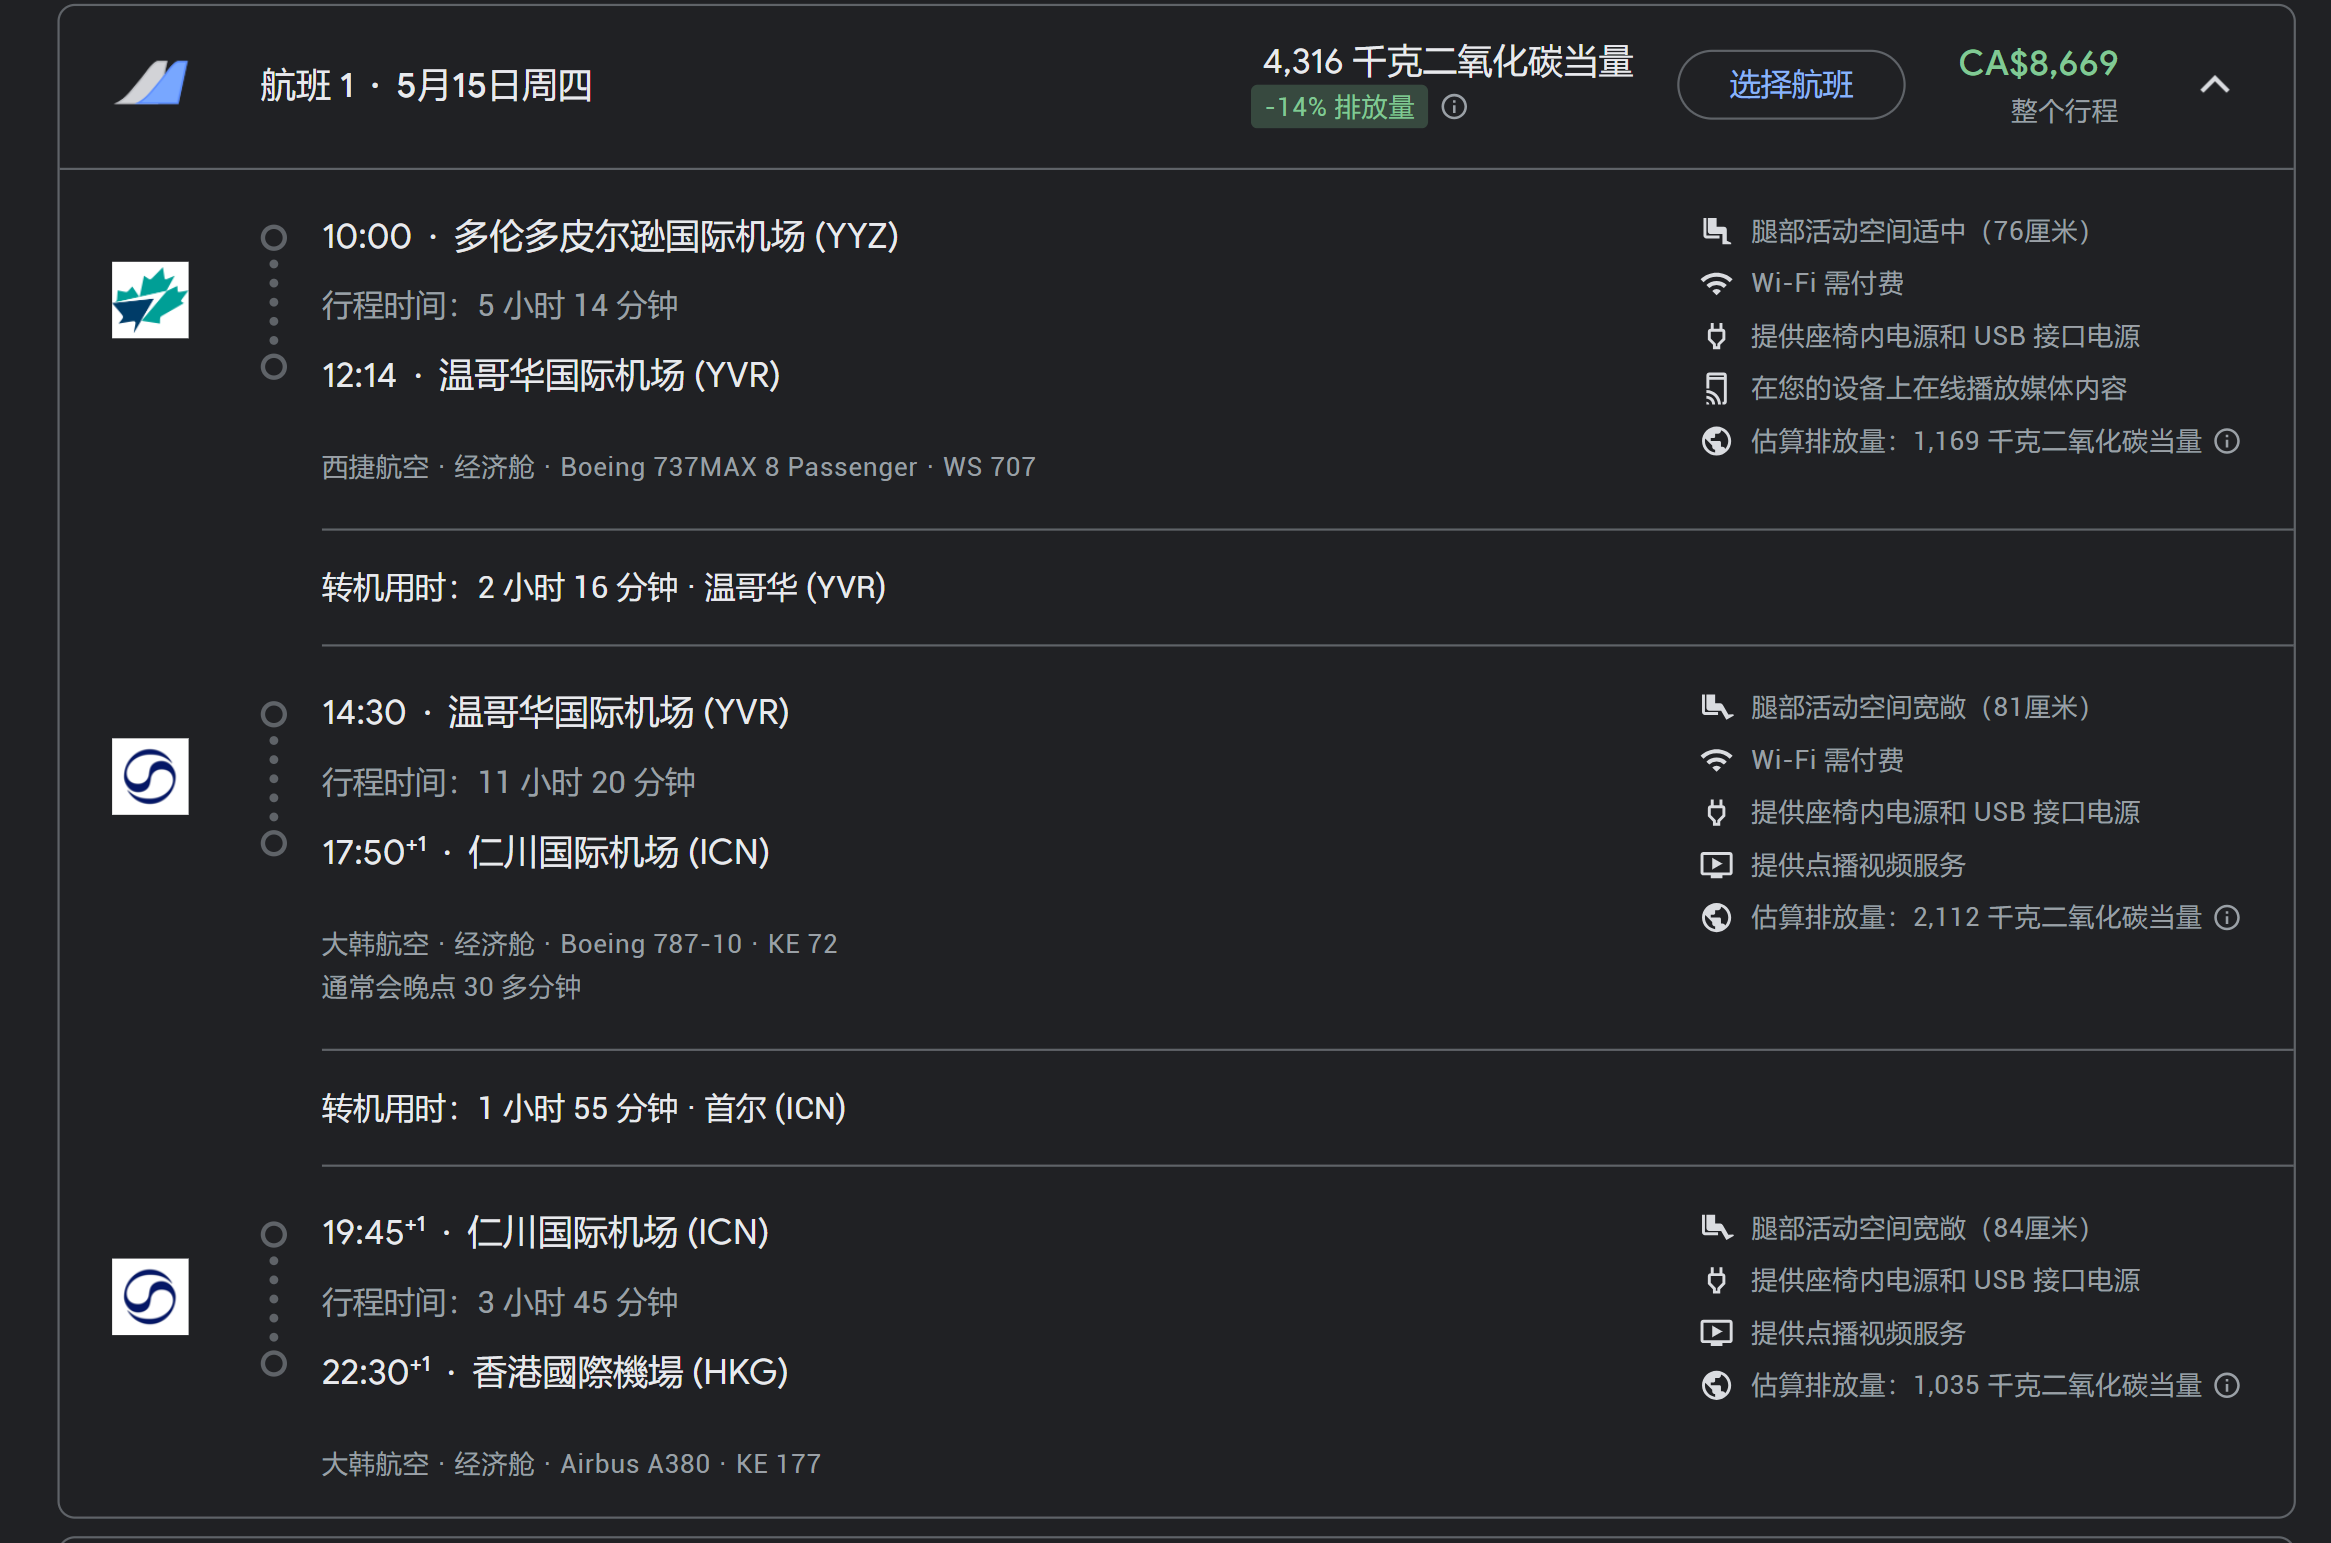 航班 1 · 5月15日周四
4,316 千克二氧化碳当量
-14% 排放量
选择航班
CA$8,669
整个行程
10:00 · 多伦多皮尔逊国际机场 (YYZ)
行程时间：5 小时 14 分钟
12:14 · 温哥华国际机场 (YVR)
西捷航空 · 经济舱 · Boeing 737MAX 8 Passenger · WS 707
腿部活动空间适中（76厘米）
Wi-Fi 需付费
提供座椅内电源和 USB 接口电源
在您的设备上在线播放媒体内容
估算排放量：1,169 千克二氧化碳当量
转机用时：2 小时 16 分钟 · 温哥华 (YVR)
14:30 · 温哥华国际机场 (YVR)
行程时间：11 小时 20 分钟
17:50+1 · 仁川国际机场 (ICN)
大韩航空 · 经济舱 · Boeing 787-10 · KE 72
通常会晚点 30 多分钟
腿部活动空间宽敞（81厘米）
Wi-Fi 需付费
提供座椅内电源和 USB 接口电源
提供点播视频服务
估算排放量：2,112 千克二氧化碳当量
转机用时：1 小时 55 分钟 · 首尔 (ICN)
19:45+1 · 仁川国际机场 (ICN)
行程时间：3 小时 45 分钟
22:30+1 · 香港國際機場 (HKG)
大韩航空 · 经济舱 · Airbus A380 · KE 177
腿部活动空间宽敞（84厘米）
提供座椅内电源和 USB 接口电源
提供点播视频服务
估算排放量：1,035 千克二氧化碳当量